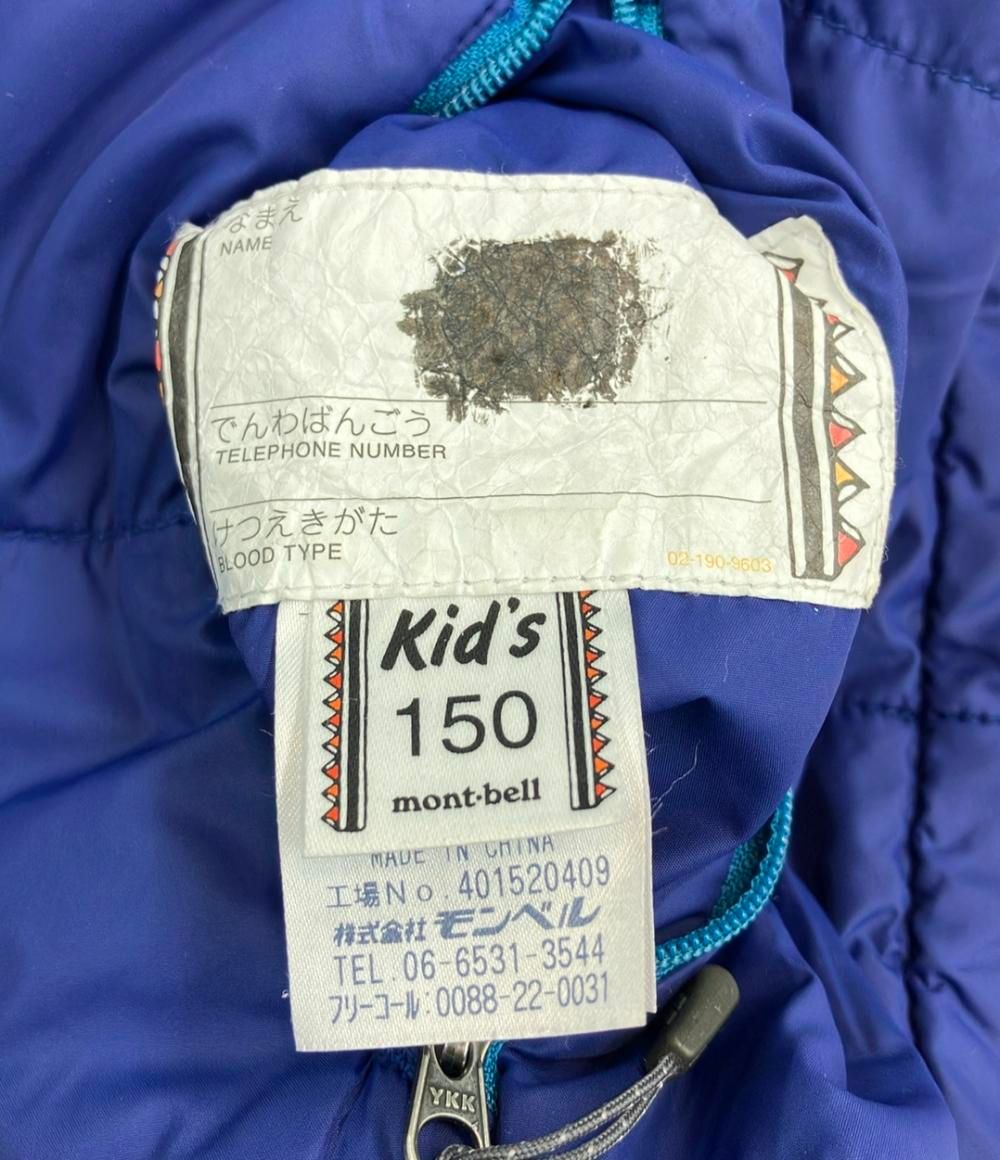 なまえ
NAME
でんわばんごう
TELEPHONE NUMBER
けつえきがた
BLOOD TYPE
02-190-9603
Kid's
150
mont-bell
MADE IN CHINA
工場No.401520409
株式会社モンベル
TEL.06-6531-3544
フリーコール:0088-22-0031
YKK